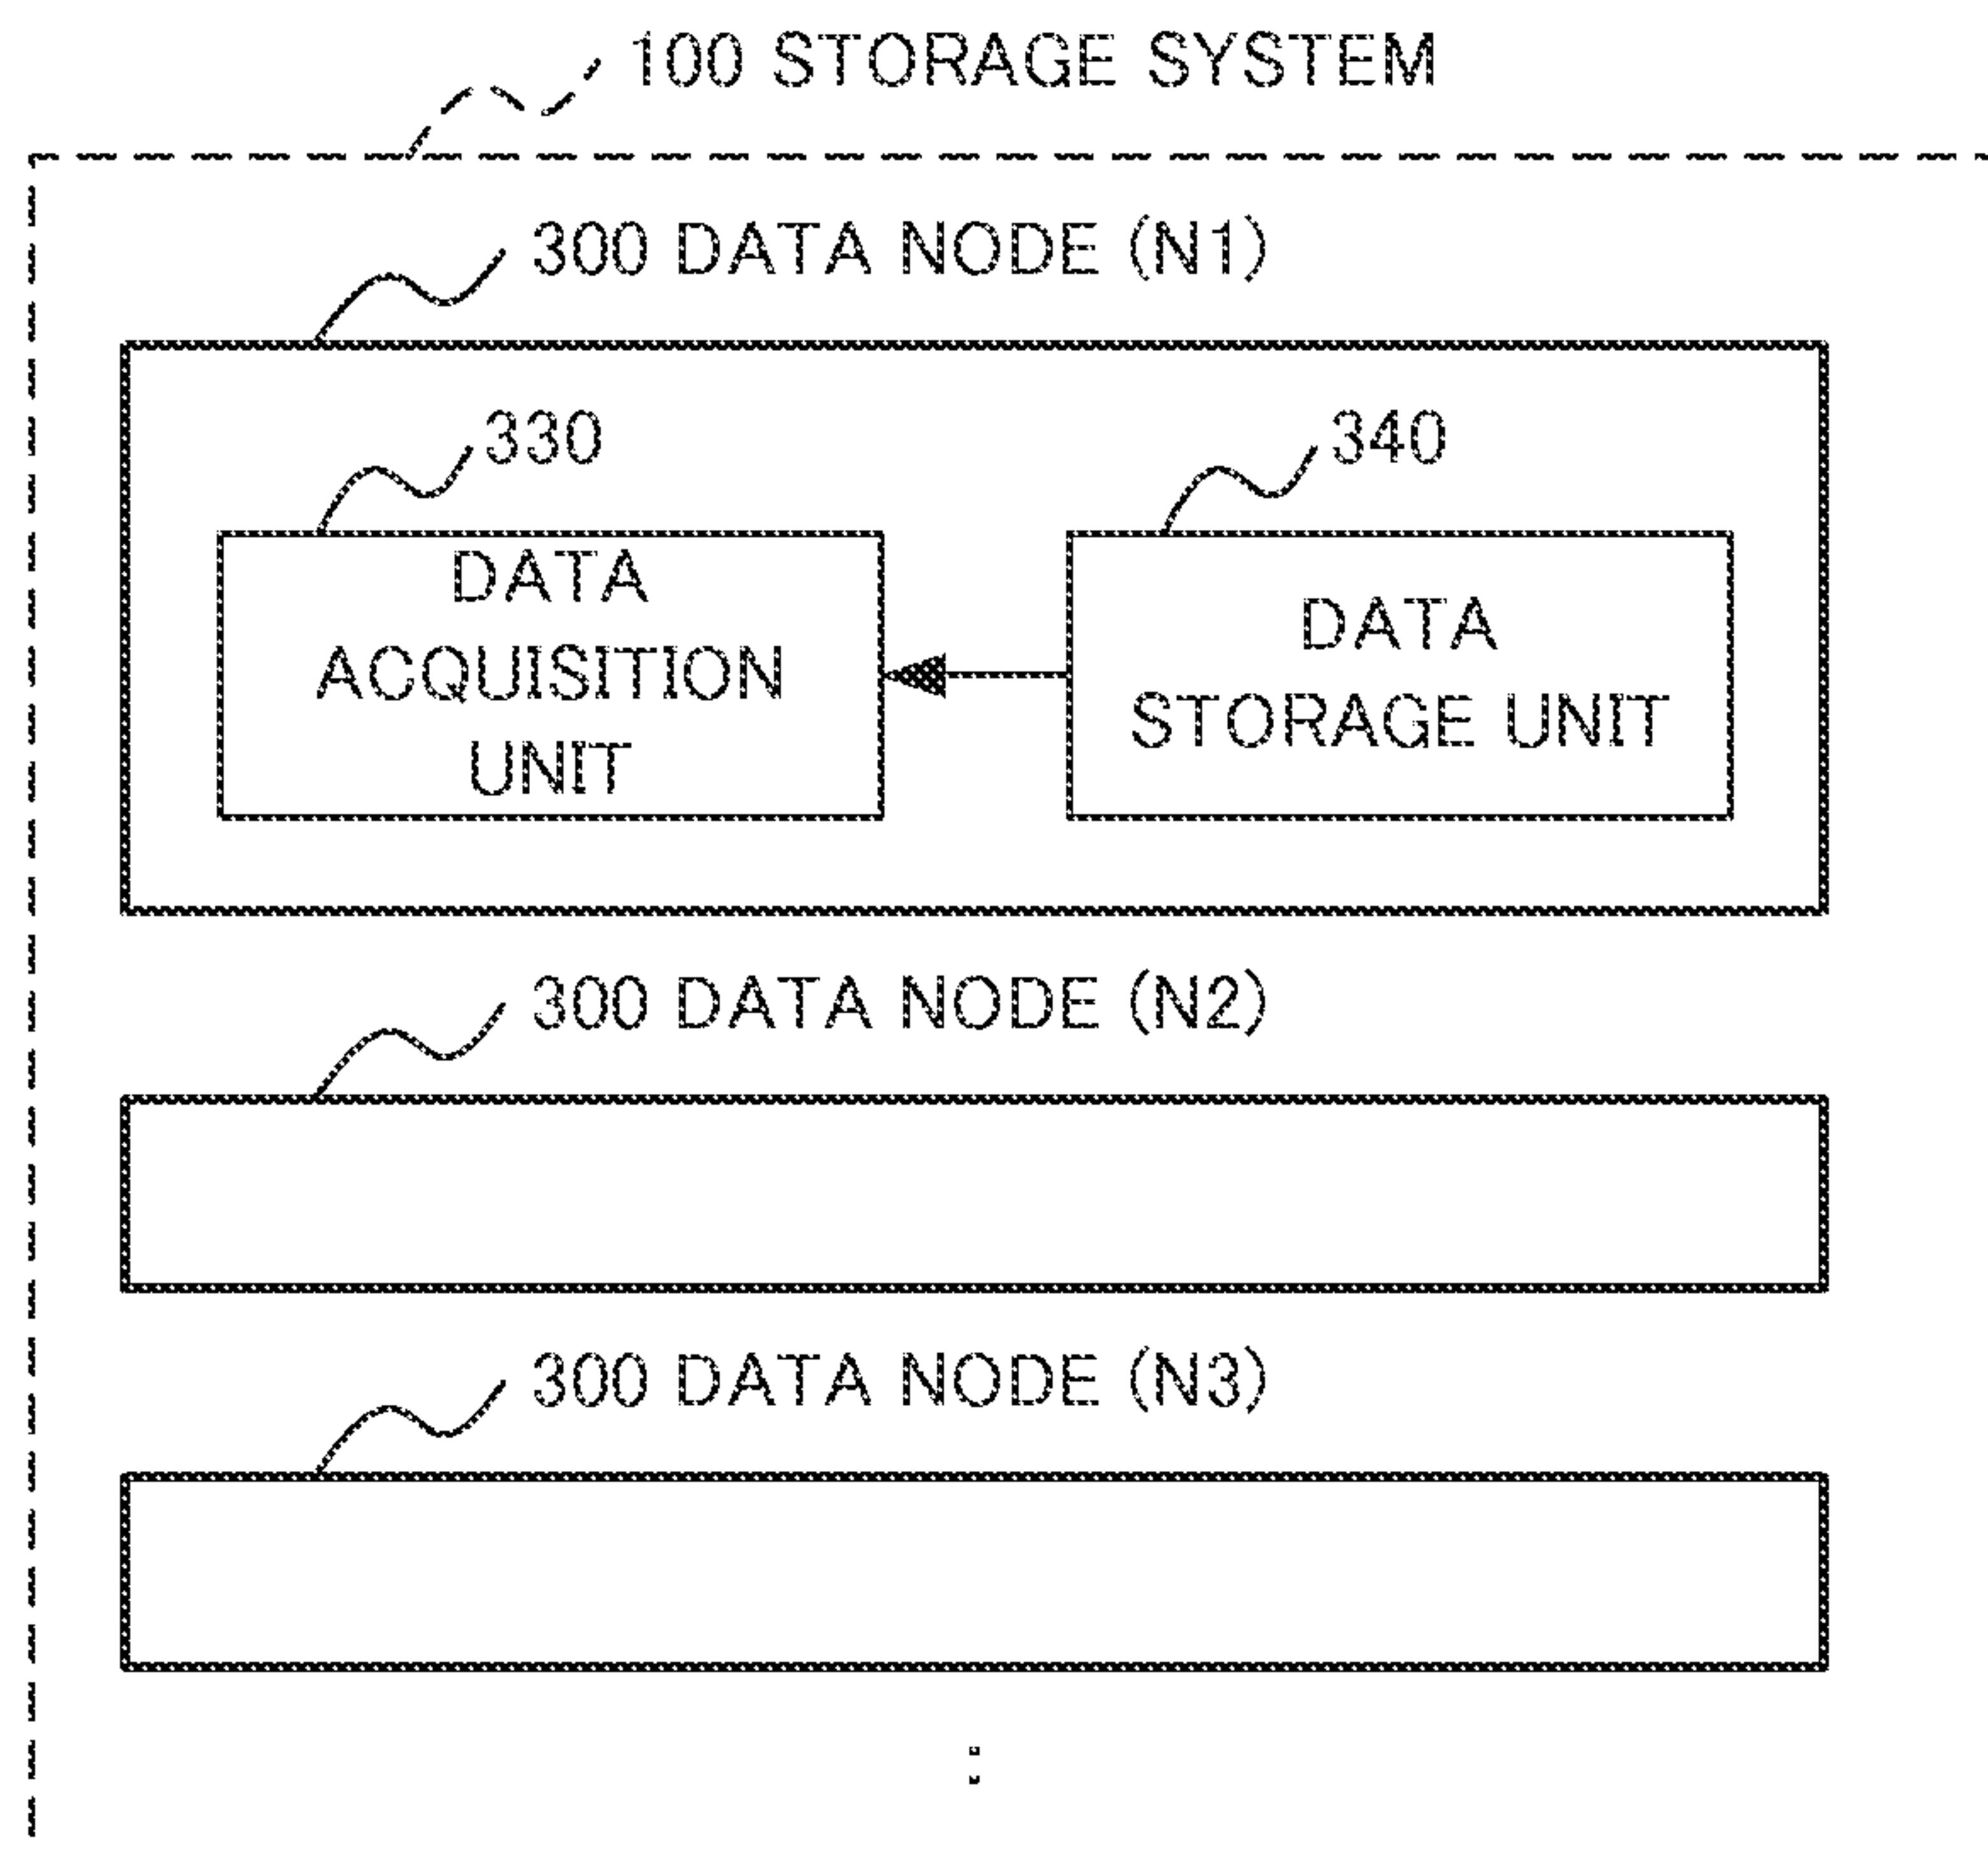 100 STORAGE SYSTEM
300 DATA NODE (N1)
330
340
DATA
ACQUISITION
UNIT
DATA
STORAGE UNIT
300 DATA NODE (N2)
300 DATA NODE (N3)
: